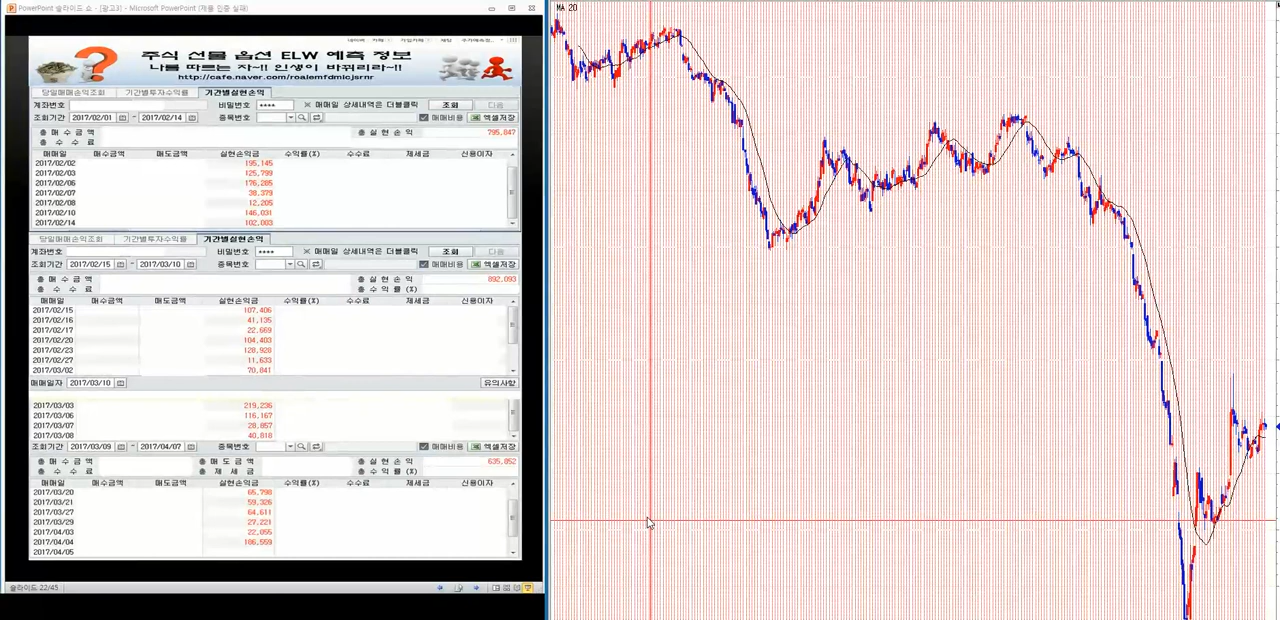 PowerPoint 슬라이드 쇼 - [광고3] - Microsoft PowerPoint (제품 인증 실패)
주식 선물 옵션 ELW 예측 정보
나를 따르는 자~!! 인생이 바뀌리라~!!
당일매매손익조회 기간별투자수익률 기간별실현손익
계좌번호 비밀번호 **** ※ 매매일 상세내역은 더블클릭 조회 다음
조회기간 2017/02/01 ~ 2017/02/14 종목번호 매매비용 엑셀저장
총매수금액 총실현손익 795,047
총수수료
매매일 매수금액 매도금액 실현손익금 수익률(%) 수수료 제세금 신용이자
2017/02/02 195,145
2017/02/03 125,799
2017/02/06 176,285
2017/02/07 38,379
2017/02/08 12,205
2017/02/10 146,031
2017/02/14 102,003
당일매매손익조회 기간별투자수익률 기간별실현손익
계좌번호 비밀번호 **** ※ 매매일 상세내역은 더블클릭 조회 다음
조회기간 2017/02/15 ~ 2017/03/10 종목번호 매매비용 엑셀저장
총매수금액 총실현손익 892,093
총수수료 총수익률(%)
매매일 매수금액 매도금액 실현손익금 수익률(%) 수수료 제세금 신용이자
2017/02/15 107,406
2017/02/16 41,135
2017/02/17 22,669
2017/02/20 104,403
2017/02/23 128,928
2017/02/27 11,633
2017/03/02 70,841
매매일자 2017/03/10 유의사항
2017/03/03 219,236
2017/03/06 116,167
2017/03/07 28,857
2017/03/08 40,818
조회기간 2017/03/09 ~ 2017/04/07 종목번호 매매비용 엑셀저장
총매수금액 총매도금액 총실현손익 635,852
총수수료 총제세금 총수익률(%)
매매일 매수금액 매도금액 실현손익금 수익률(%) 수수료 제세금 신용이자
2017/03/20 65,798
2017/03/21 59,326
2017/03/27 64,611
2017/03/29 27,221
2017/04/03 22,055
2017/04/04 186,559
2017/04/05
슬라이드 22/45
MA 20